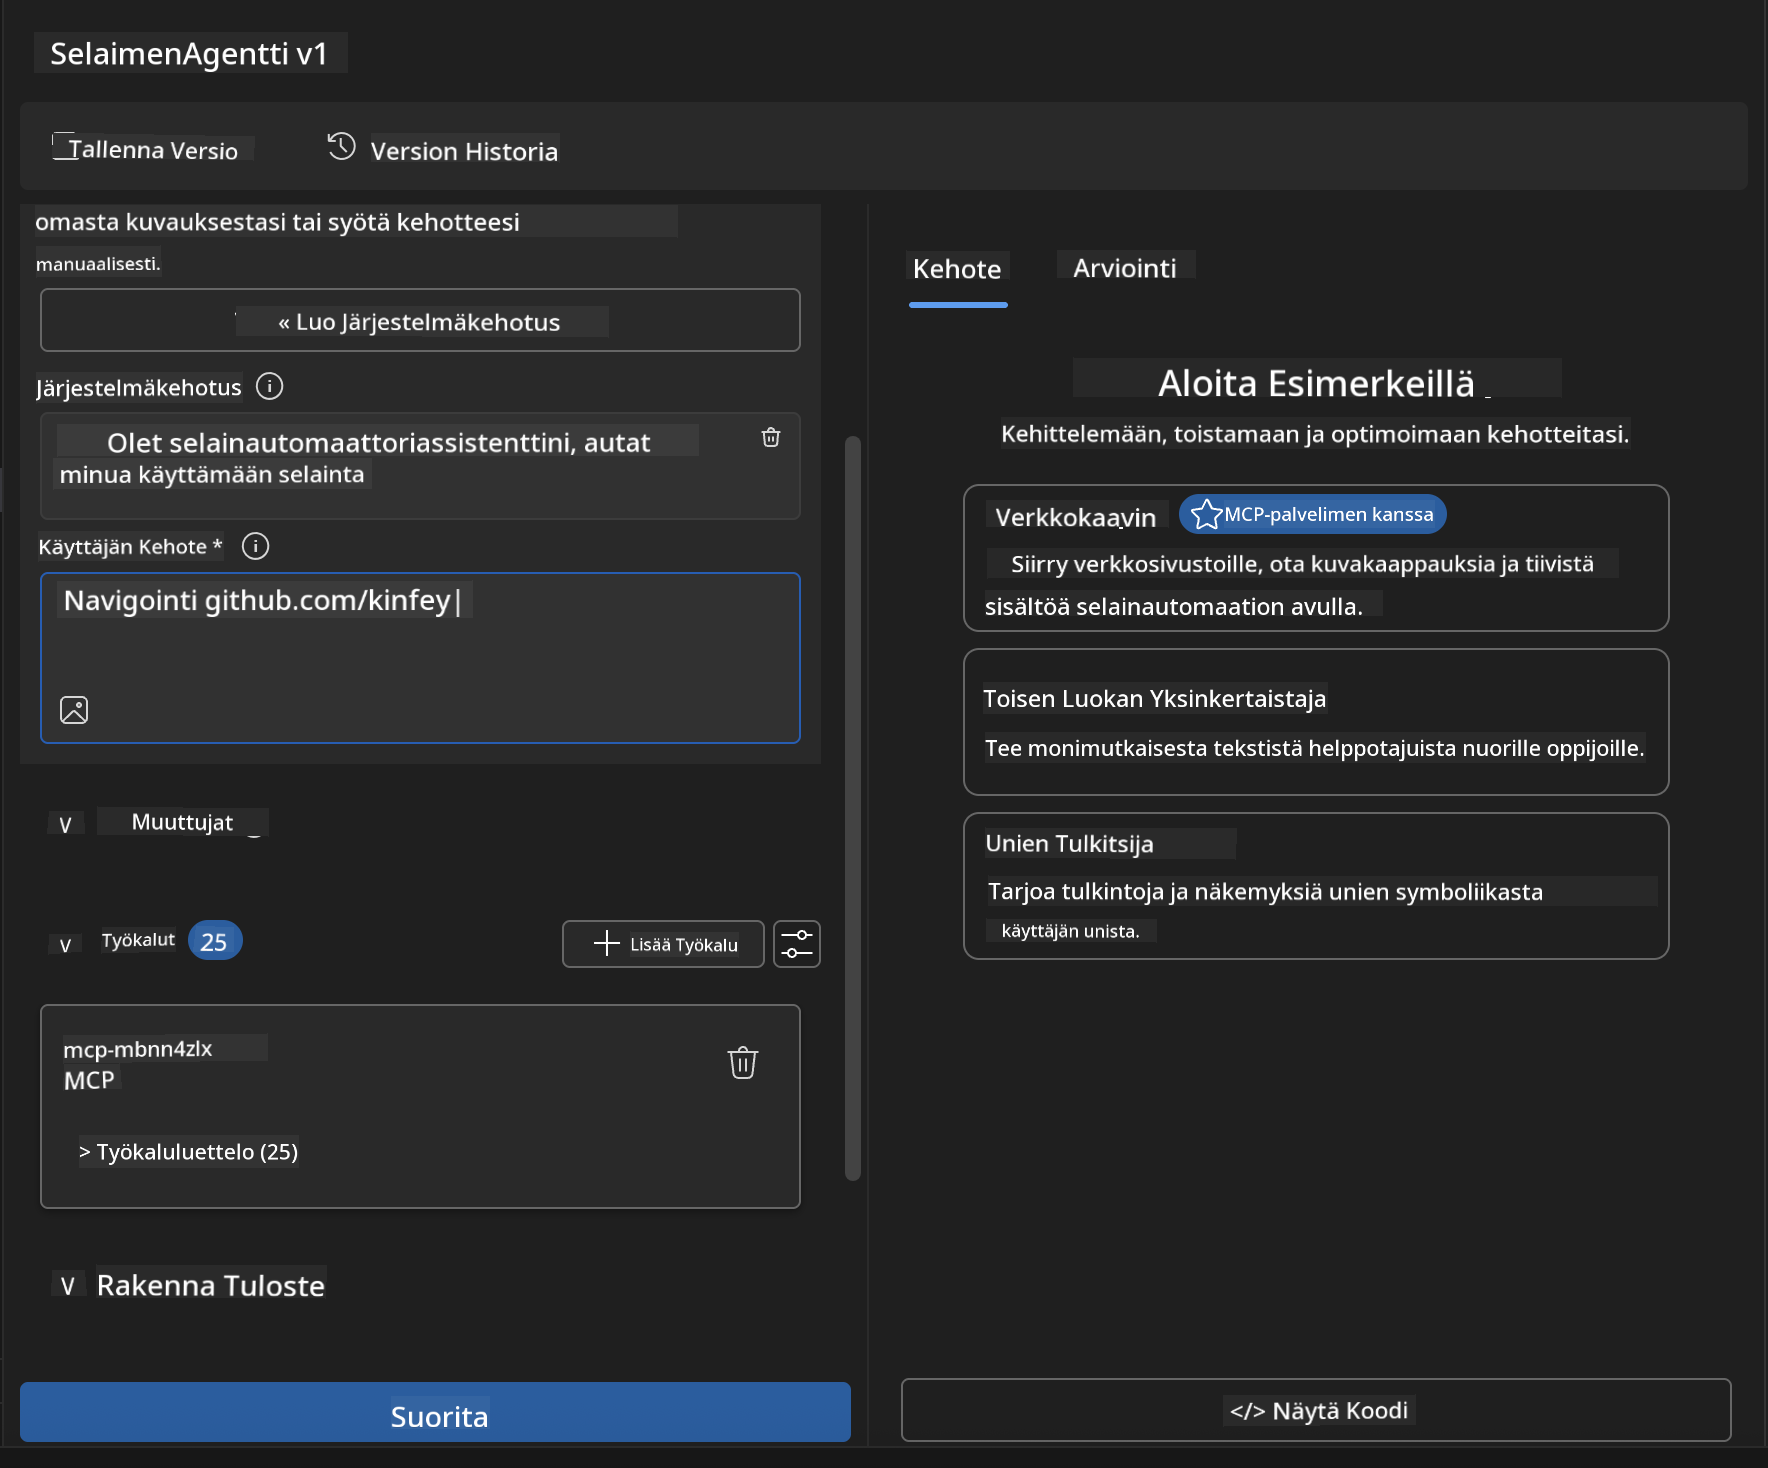 SelaimenAgentti v1
Tallenna Versio
Version Historia
omasta kuvauksestasi tai syötä kehotteesi
manuaalisesti.
« Luo Järjestelmäkehotus
Järjestelmäkehotus
Olet selainautomaattoriassistenttini, autat
minua käyttämään selainta
Käyttäjän Kehote *
Navigointi github.com/kinfey
Muuttujat
Työkalut 25
Lisää Työkalu
mcp-mbnn4zlx
MCP
> Työkaluluettelo (25)
Rakenna Tuloste
Suorita
Kehote
Arviointi
Aloita Esimerkeillä
Kehittelemään, toistamaan ja optimoimaan kehotteitasi.
Verkkokaavin
MCP-palvelimen kanssa
Siirry verkkosivustoille, ota kuvakaappauksia ja tiivistä
sisältöä selainautomaation avulla.
Toisen Luokan Yksinkertaistaja
Tee monimutkaisesta tekstistä helppotajuista nuorille oppijoille.
Unien Tulkitsija
Tarjoa tulkintoja ja näkemyksiä unien symboliikasta
käyttäjän unista.
</> Näytä Koodi